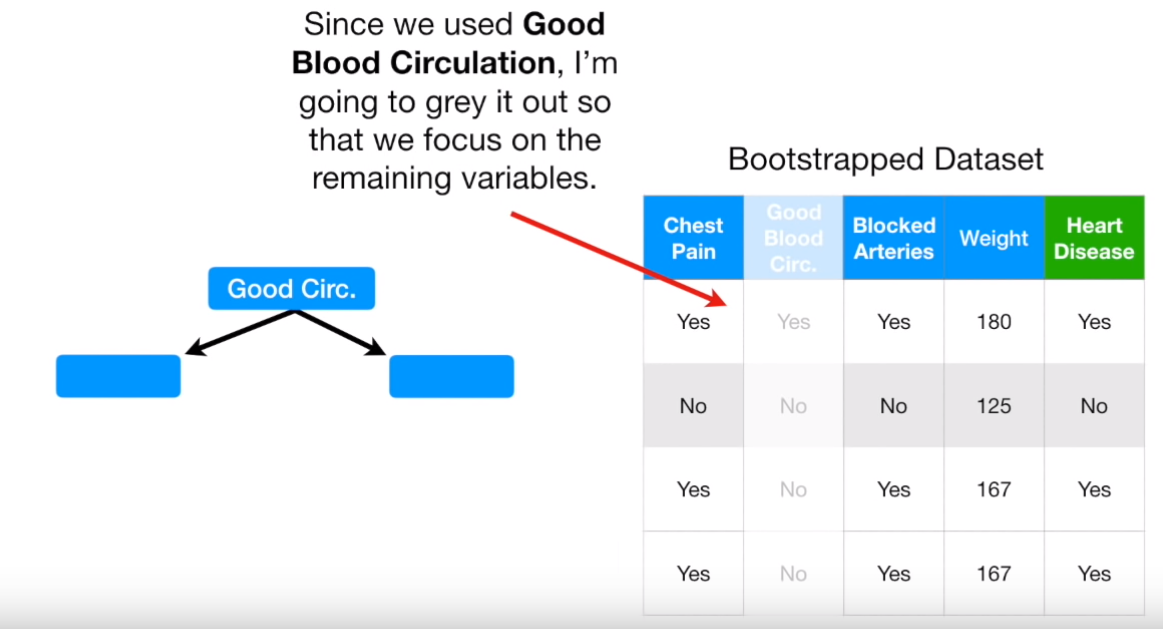 Since we used Good
Blood Circulation, I’m
going to grey it out so
that we focus on the
remaining variables.
Bootstrapped Dataset
Good Circ.
Chest Pain Good Blood Circ. Blocked Arteries Weight Heart Disease
Yes Yes Yes 180 Yes
No No No 125 No
Yes No Yes 167 Yes
Yes No Yes 167 Yes